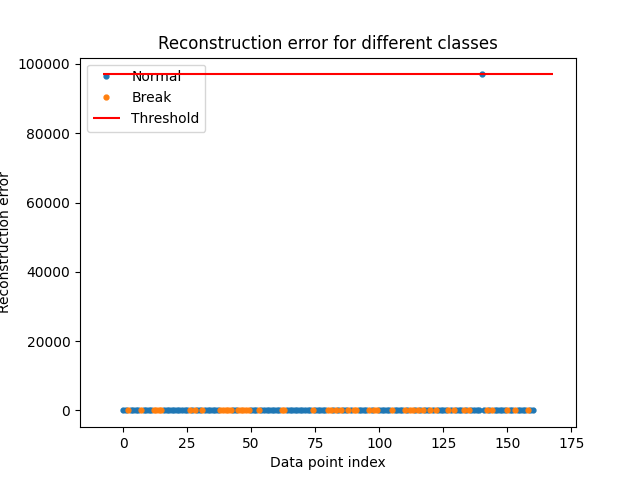 Reconstruction error for different classes
100000
80000
60000
40000
20000
0
Reconstruction error
Normal
Break
Threshold
0 25 50 75 100 125 150 175
Data point index